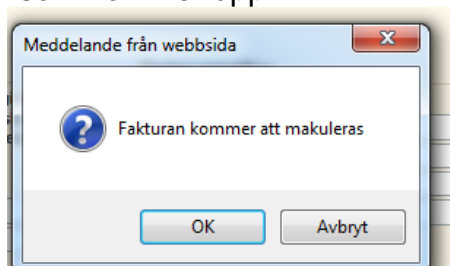 Meddelande från webbsida
Fakturan kommer att makuleras
OK
Avbryt